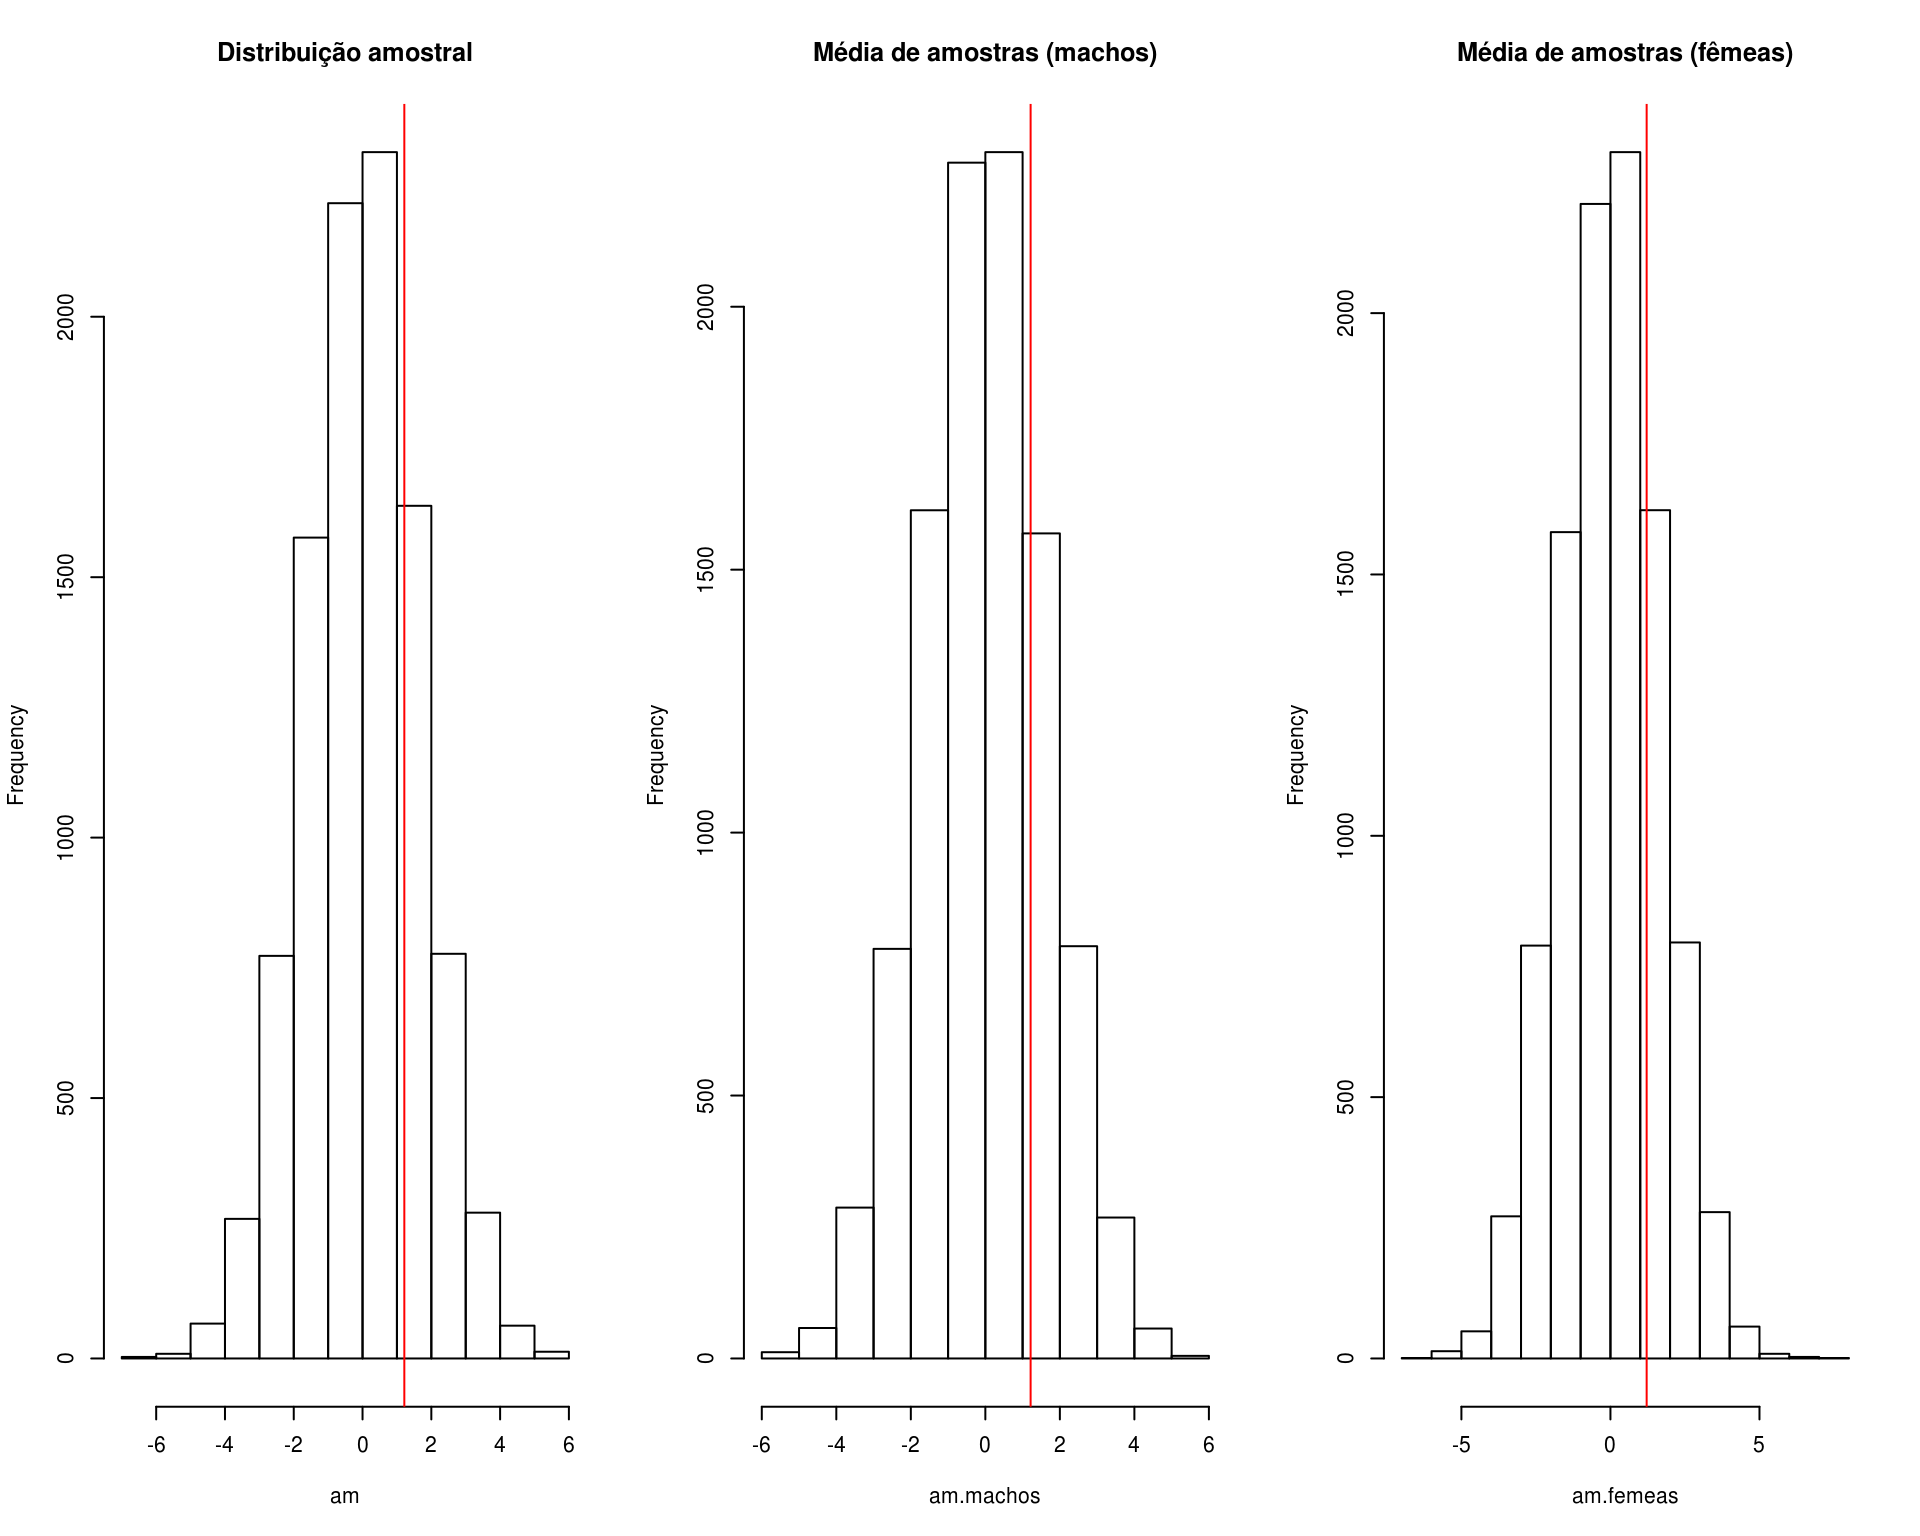 Distribuição amostral
Frequency
2000
1500
1000
500
0
-6 -4 -2 0 2 4 6
am
Média de amostras (machos)
Frequency
2000
1500
1000
500
0
-6 -4 -2 0 2 4 6
am.machos
Média de amostras (fêmeas)
Frequency
2000
1500
1000
500
0
-5 0 5
am.femeas